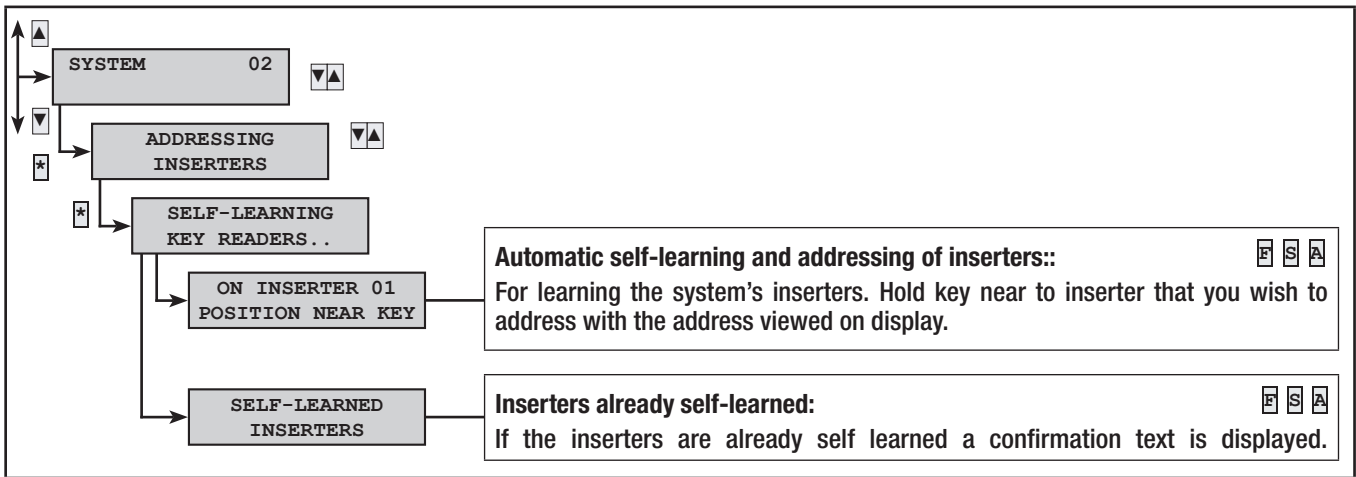 ▲
SYSTEM 02
▼▲
▼
ADDRESSING
INSERTERS
▼▲
*
*
SELF-LEARNING
KEY READERS..
ON INSERTER 01
POSITION NEAR KEY
Automatic self-learning and addressing of inserters:: F S A
For learning the system's inserters. Hold key near to inserter that you wish to
address with the address viewed on display.
SELF-LEARNED
INSERTERS
Inserters already self-learned: F S A
If the inserters are already self learned a confirmation text is displayed.